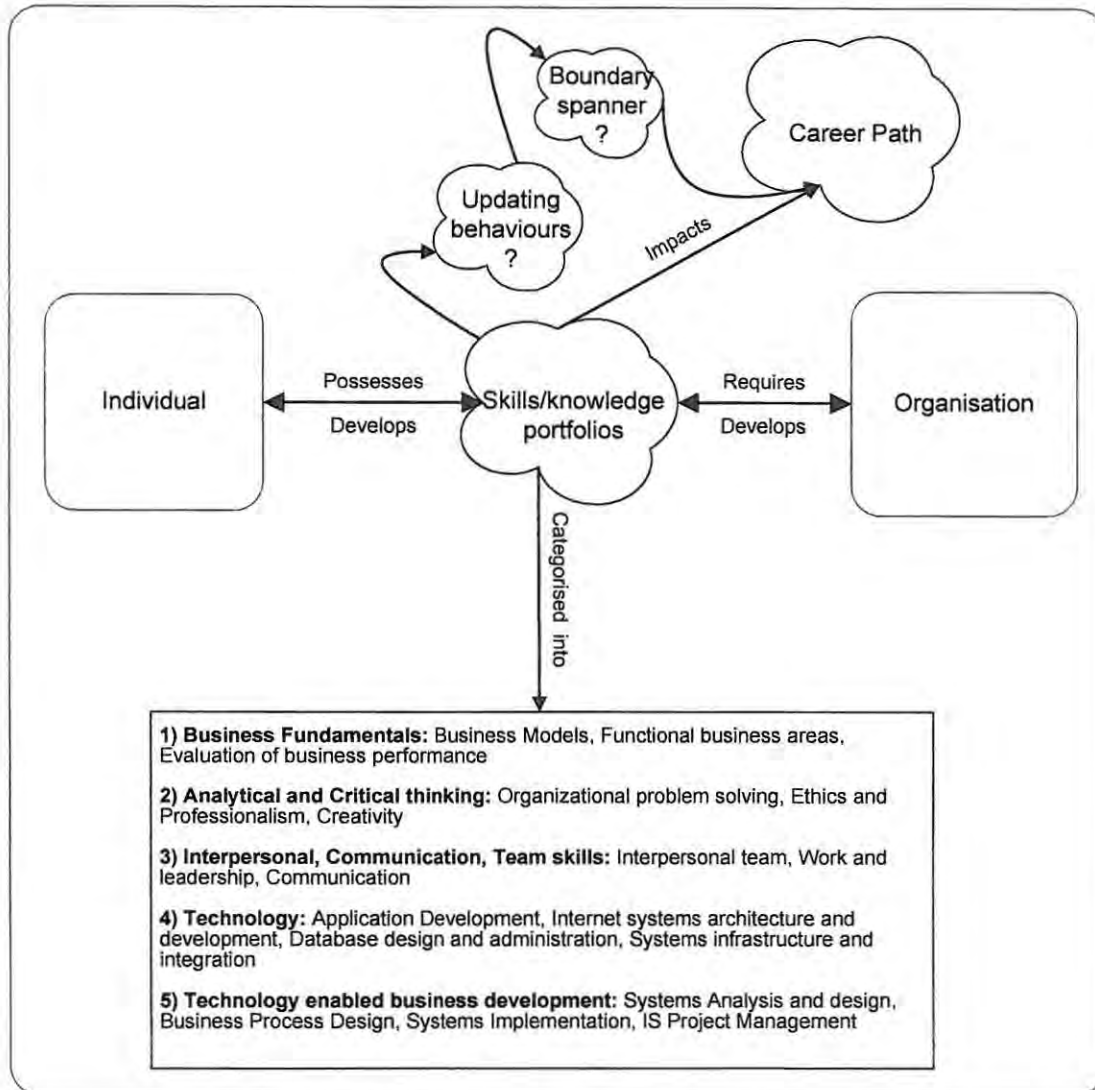 Boundary
spanner
?
Career Path
Updating
behaviours
?
Impacts
Individual
Possesses
Develops
Skills/knowledge
portfolios
Requires
Develops
Organisation
Categorised into
1) Business Fundamentals: Business Models, Functional business areas,
Evaluation of business performance
2) Analytical and Critical thinking: Organizational problem solving, Ethics and
Professionalism, Creativity
3) Interpersonal, Communication, Team skills: Interpersonal team, Work and
leadership, Communication
4) Technology: Application Development, Internet systems architecture and
development, Database design and administration, Systems infrastructure and
integration
5) Technology enabled business development: Systems Analysis and design,
Business Process Design, Systems Implementation, IS Project Management